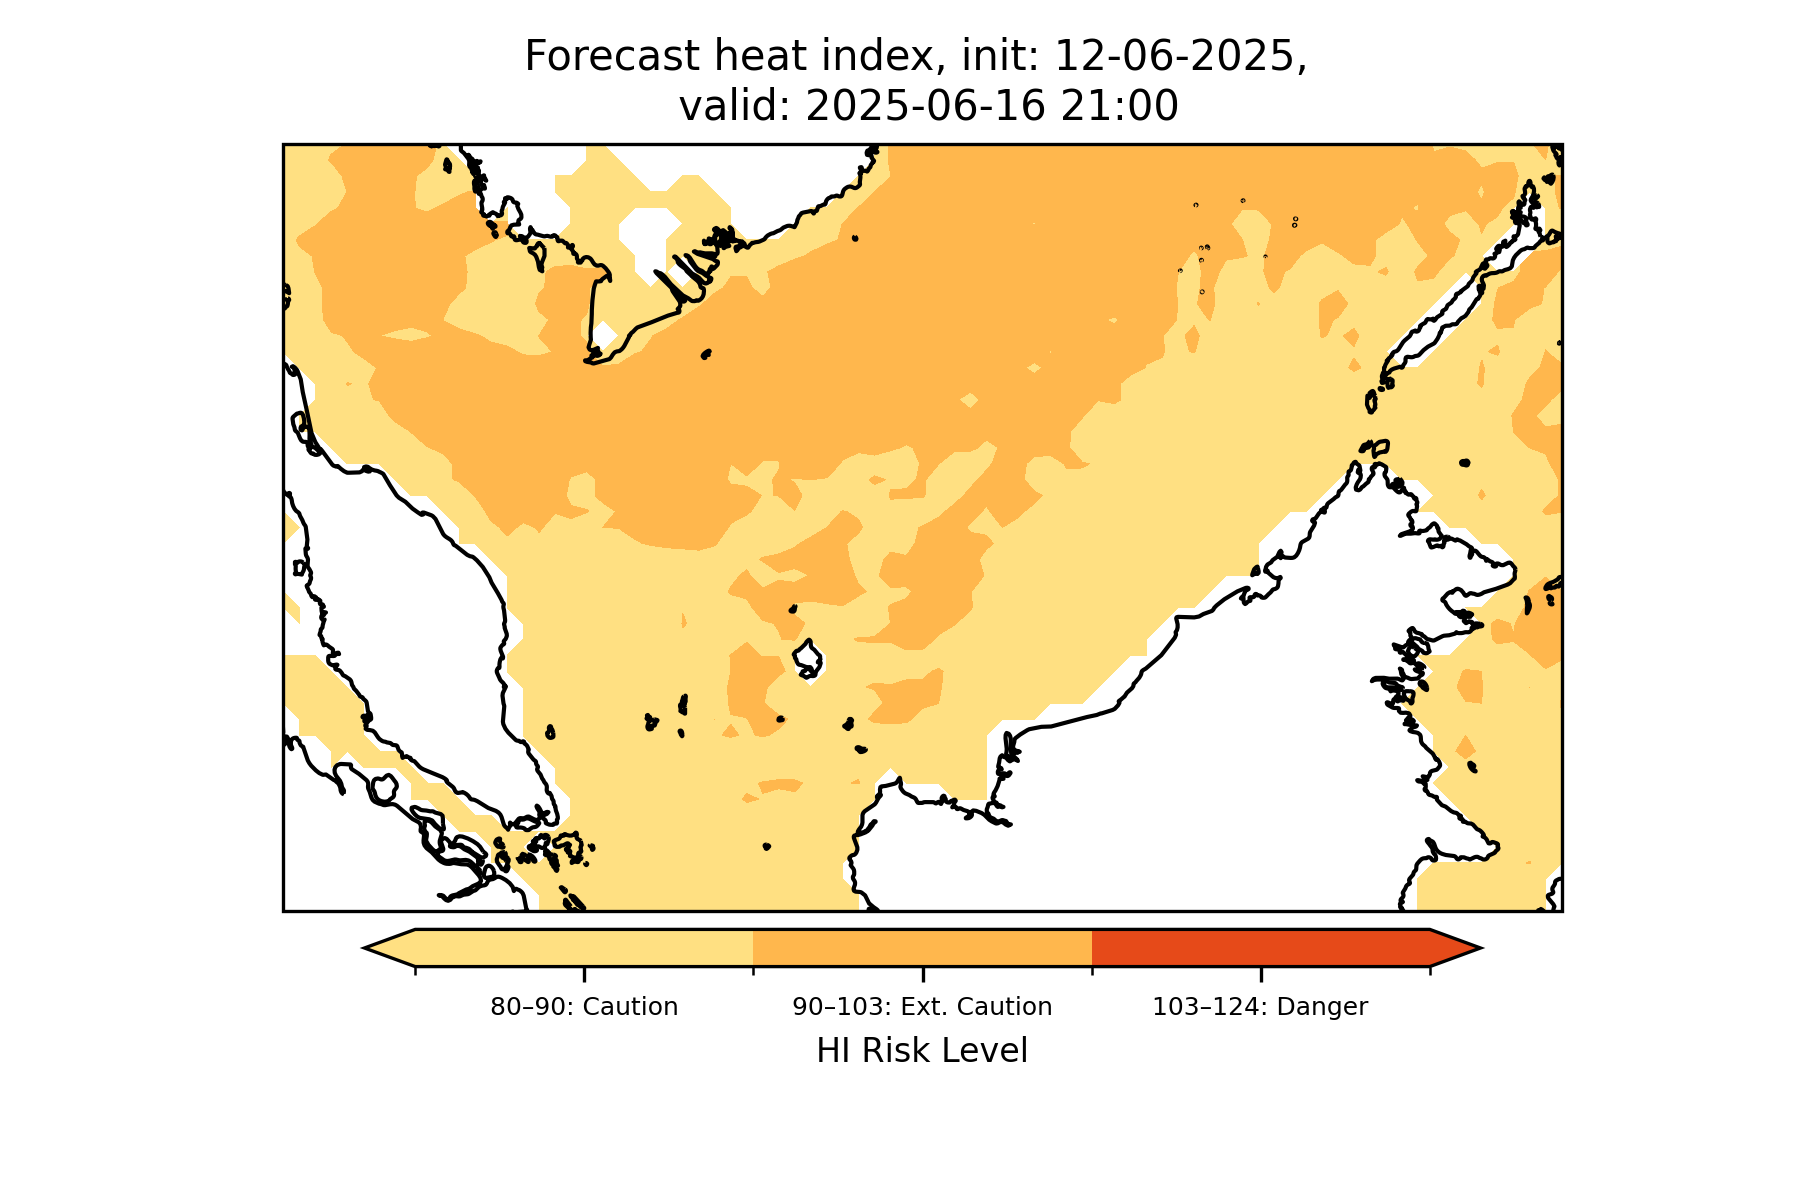 Forecast heat index, init: 12-06-2025,
valid: 2025-06-16 21:00
80–90: Caution
90–103: Ext. Caution
103–124: Danger
HI Risk Level